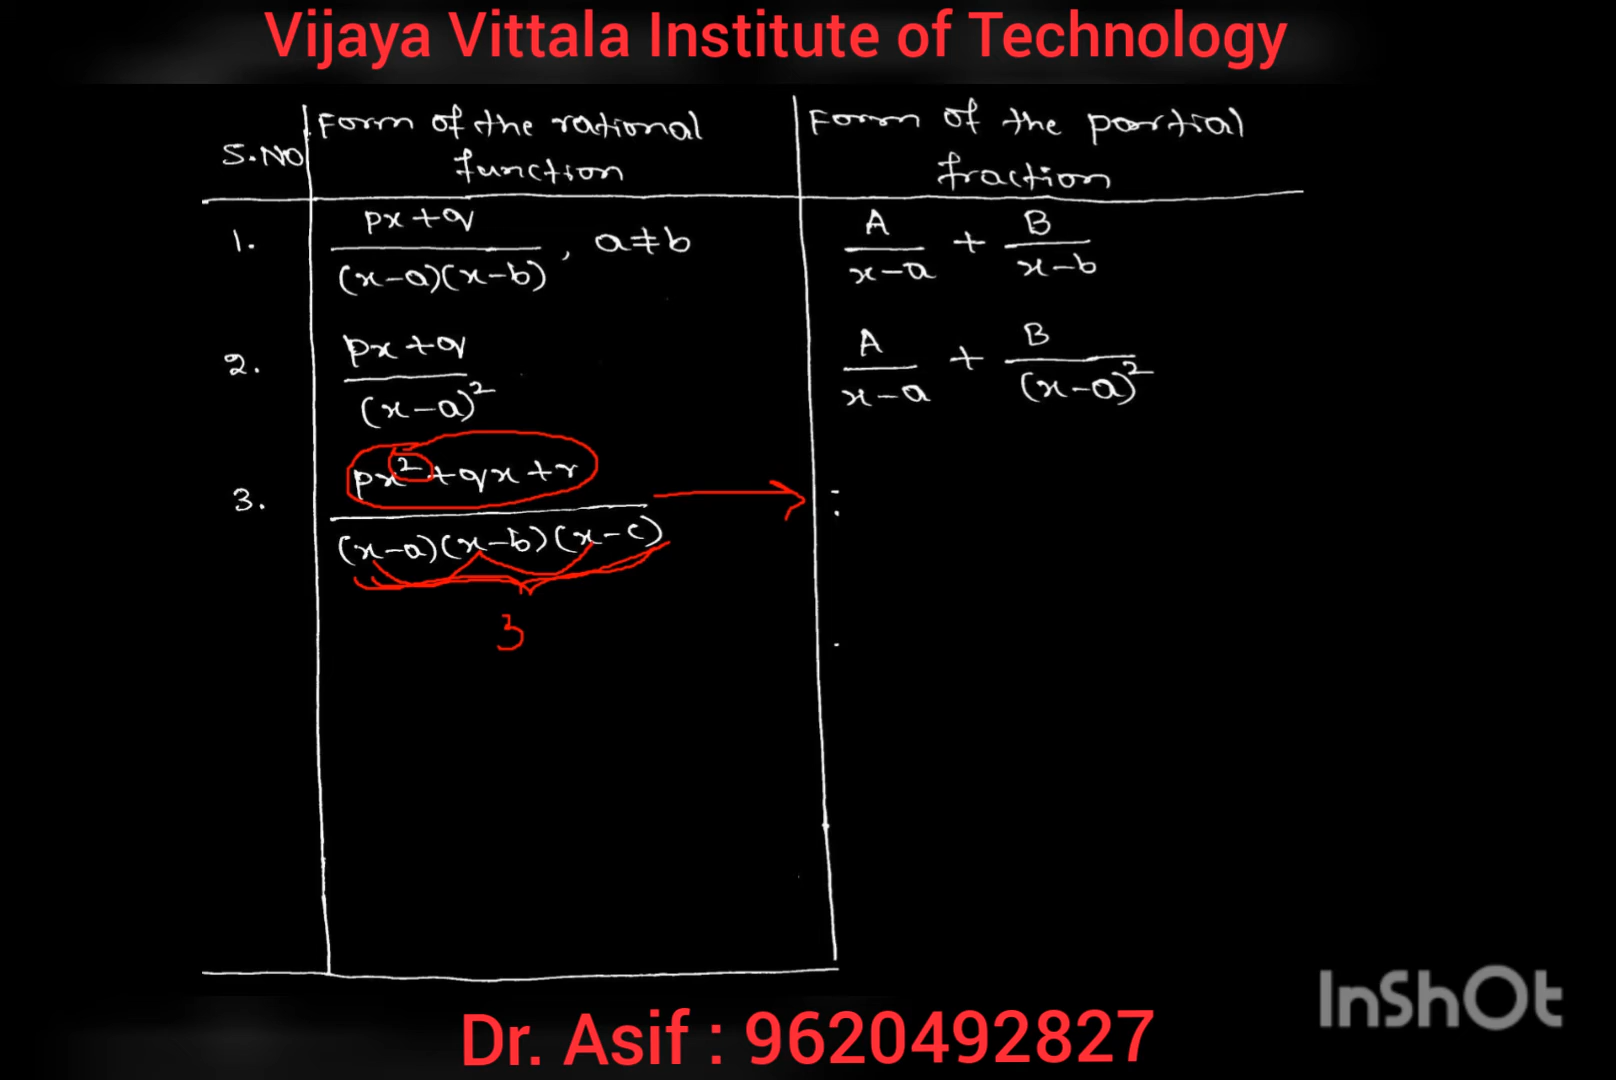 Vijaya Vittala Institute of Technology
S.NO
Form of the rational function
Form of the partial fraction
1.
px+q
(x-a)(x-b)
, a≠b
A/x-a + B/x-b
2.
px+q
(x-a)²
A/x-a + B/(x-a)²
3.
px²+qx+r
(x-a)(x-b)(x-c)
:
3
InShOt
Dr. Asif : 9620492827